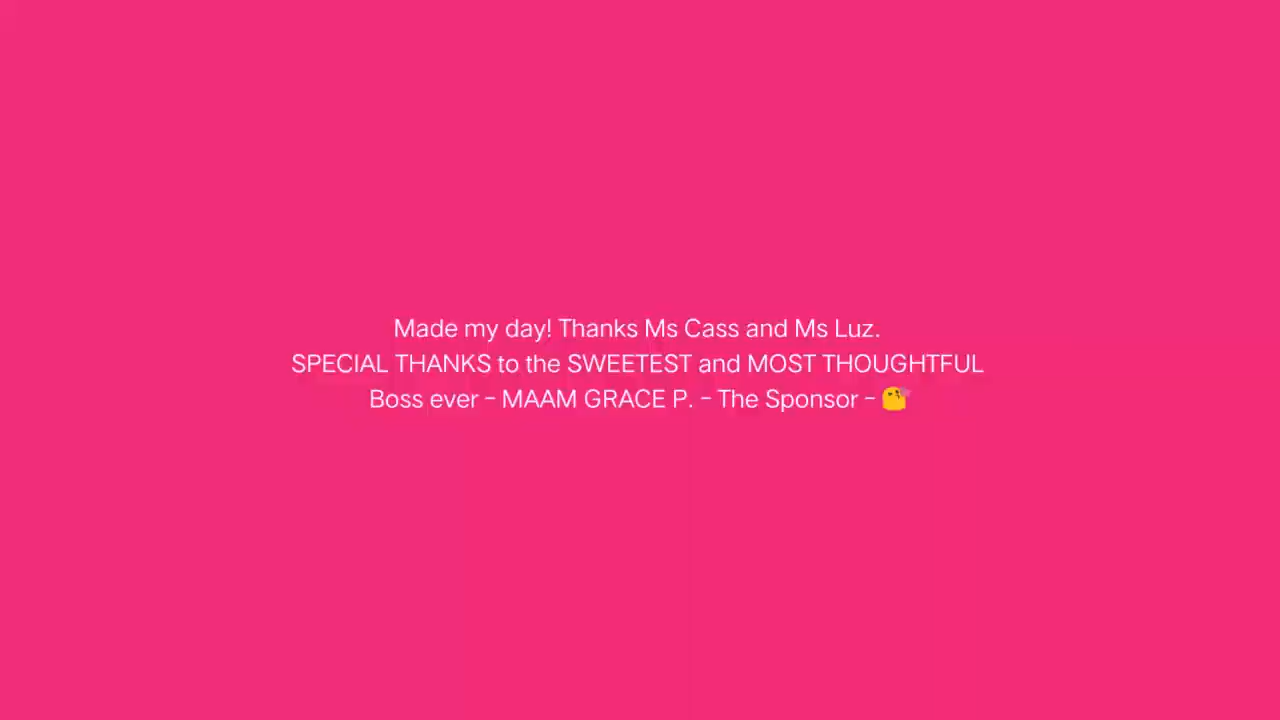 Made my day! Thanks Ms Cass and Ms Luz.
SPECIAL THANKS to the SWEETEST and MOST THOUGHTFUL
Boss ever - MAAM GRACE P. - The Sponsor - 😘